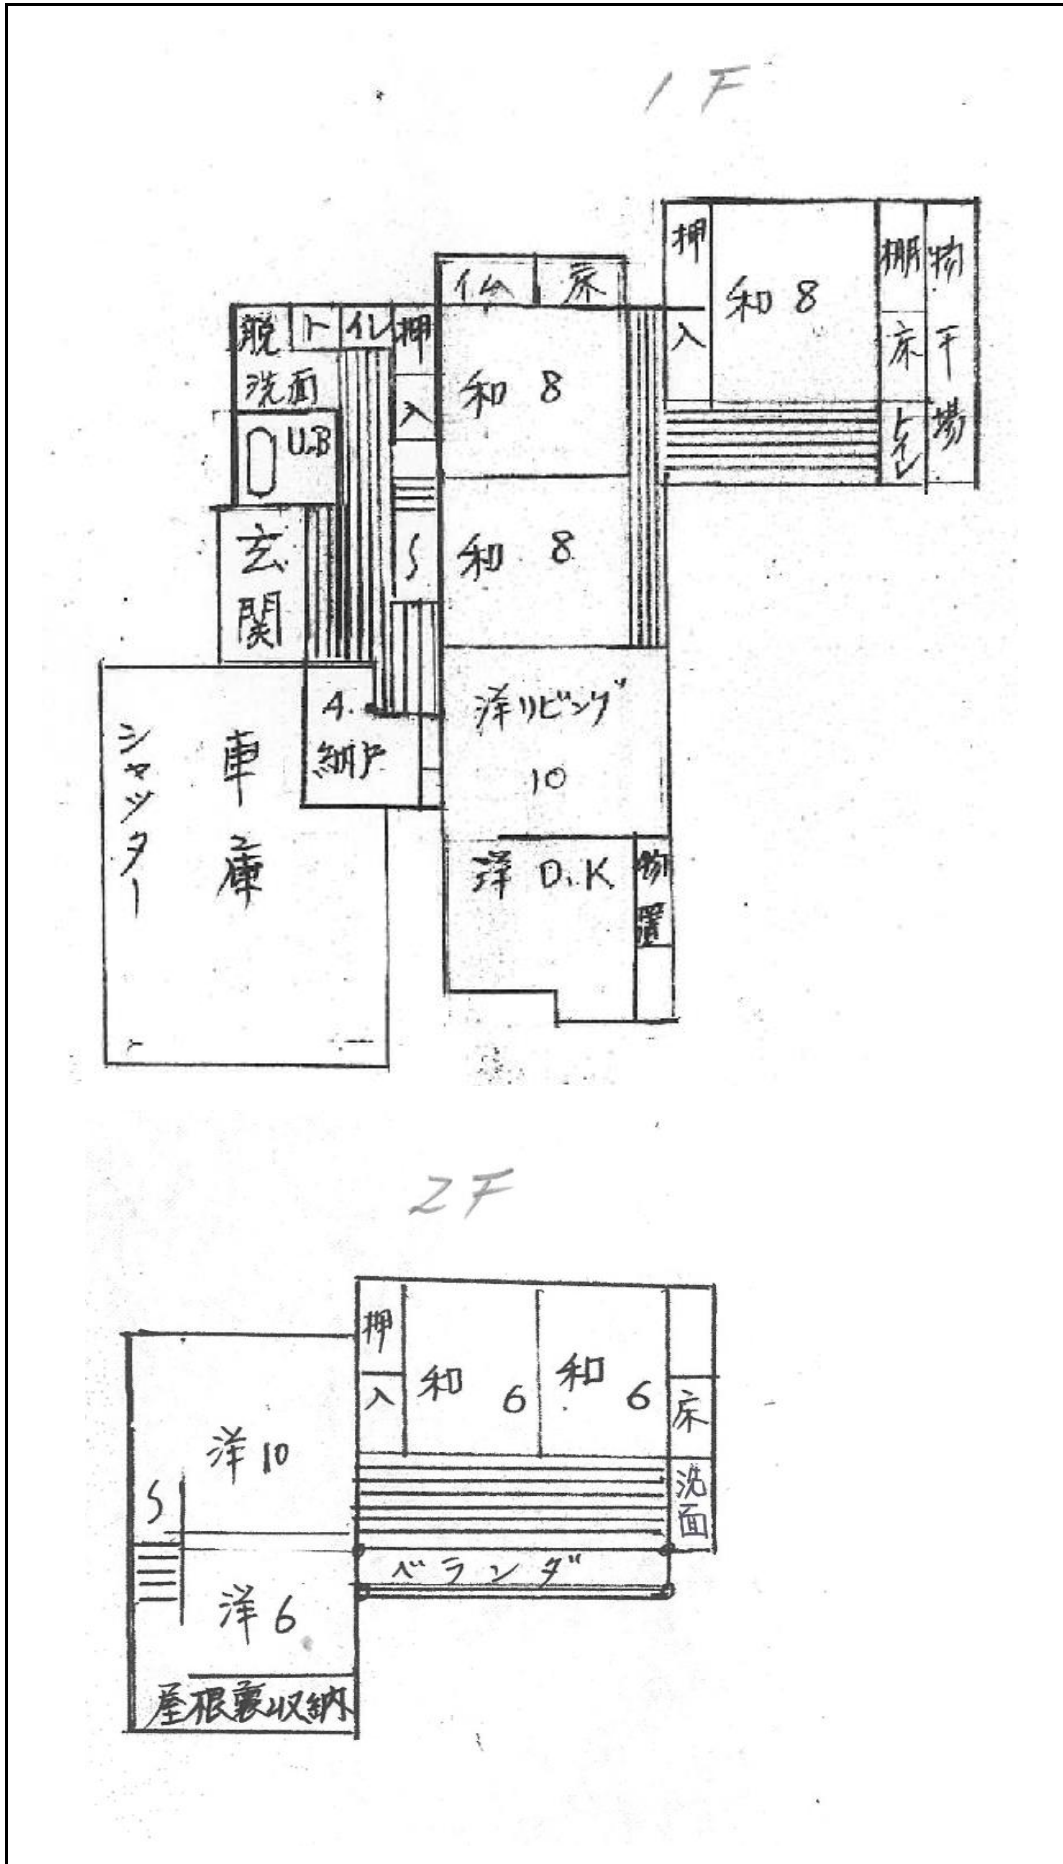 1F
押入
和 8
棚
床
物干場
トイレ
仏
床
脱
洗面
トイレ
押入
和 8
U.B
玄関
S
和 8
4.
納戸
洋リビング
10
シャッター
車庫
洋 D.K
物置
2F
押入
和 6
和 6
床
洗面
洋10
S
ベランダ
洋 6
屋根裏収納